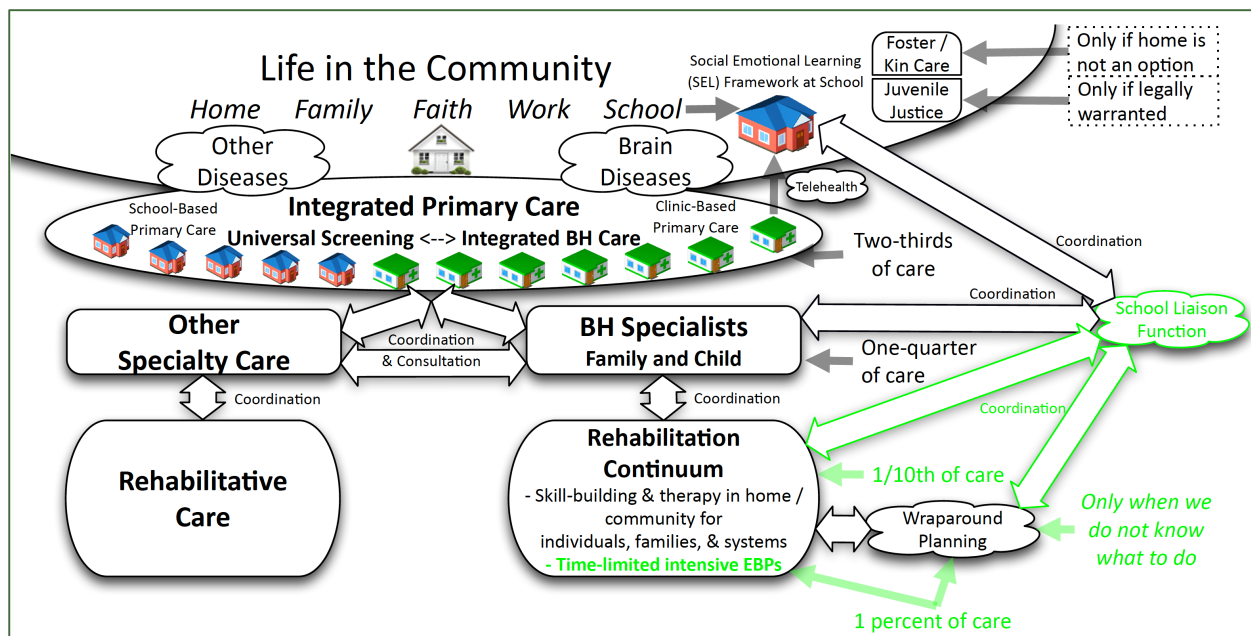 Life in the Community
Home Family Faith Work School
Social Emotional Learning
(SEL) Framework at School
Foster /
Kin Care
Juvenile
Justice
Only if home is
not an option
Only if legally
warranted
Other
Diseases
Brain
Diseases
Telehealth
School-Based
Primary Care
Integrated Primary Care
Universal Screening <--> Integrated BH Care
Clinic-Based
Primary Care
Two-thirds
of care
Coordination
Coordination
School Liaison
Function
Other
Specialty Care
Coordination
& Consultation
BH Specialists
Family and Child
One-quarter
of care
Coordination
Coordination
Coordination
Rehabilitative
Care
Rehabilitation
Continuum
- Skill-building & therapy in home /
community for
individuals, families, & systems
- Time-limited intensive EBPs
1/10th of care
Wraparound
Planning
Only when we
do not know
what to do
1 percent of care